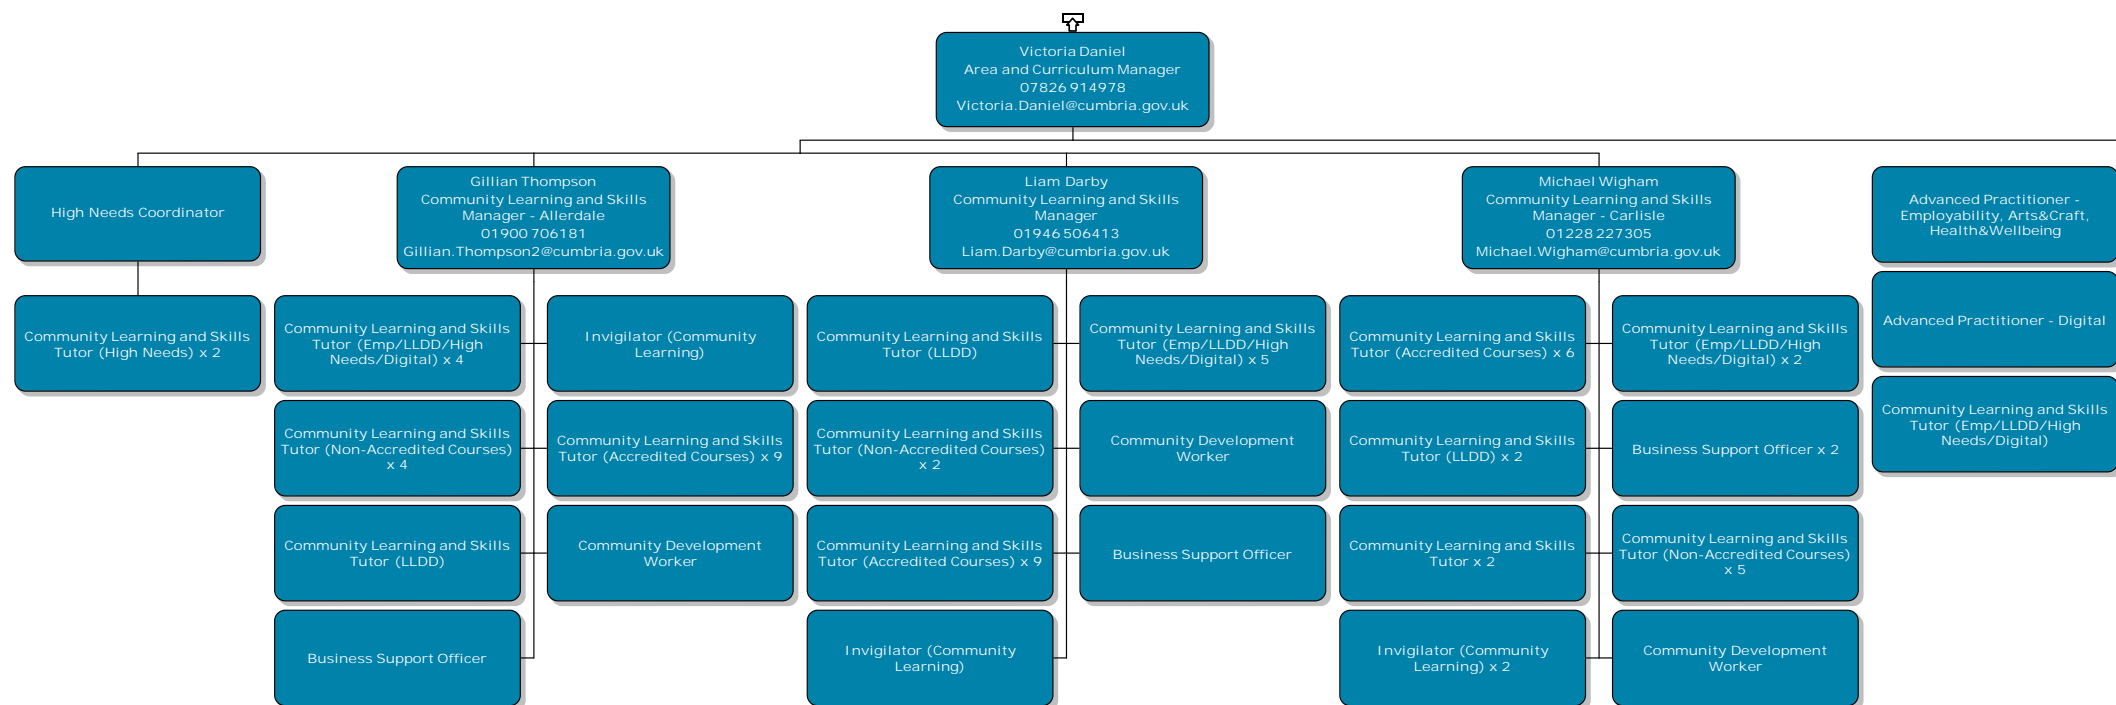 Victoria Daniel
Area and Curriculum Manager
07826 914978
Victoria.Daniel@cumbria.gov.uk
High Needs Coordinator
Gillian Thompson
Community Learning and Skills
Manager - Allerdale
01900 706181
Gillian.Thompson2@cumbria.gov.uk
Liam Darby
Community Learning and Skills
Manager
01946 506413
Liam.Darby@cumbria.gov.uk
Michael Wigham
Community Learning and Skills
Manager - Carlisle
01228 227305
Michael.Wigham@cumbria.gov.uk
Advanced Practitioner -
Employability, Arts&Craft,
Health&Wellbeing
Advanced Practitioner - Digital
Community Learning and Skills
Tutor (Emp/LLDD/High
Needs/Digital)
Community Learning and Skills
Tutor (High Needs) x 2
Community Learning and Skills
Tutor (Emp/LLDD/High
Needs/Digital) x 4
Invigilator (Community
Learning)
Community Learning and Skills
Tutor (Non-Accredited Courses)
x 4
Community Learning and Skills
Tutor (Accredited Courses) x 9
Community Learning and Skills
Tutor (LLDD)
Community Development
Worker
Business Support Officer
Community Learning and Skills
Tutor (LLDD)
Community Learning and Skills
Tutor (Emp/LLDD/High
Needs/Digital) x 5
Community Learning and Skills
Tutor (Non-Accredited Courses)
x 2
Community Development
Worker
Community Learning and Skills
Tutor (Accredited Courses) x 9
Business Support Officer
Invigilator (Community
Learning)
Community Learning and Skills
Tutor (Accredited Courses) x 6
Community Learning and Skills
Tutor (Emp/LLDD/High
Needs/Digital) x 2
Community Learning and Skills
Tutor (LLDD) x 2
Business Support Officer x 2
Community Learning and Skills
Tutor x 2
Community Learning and Skills
Tutor (Non-Accredited Courses)
x 5
Invigilator (Community
Learning) x 2
Community Development
Worker